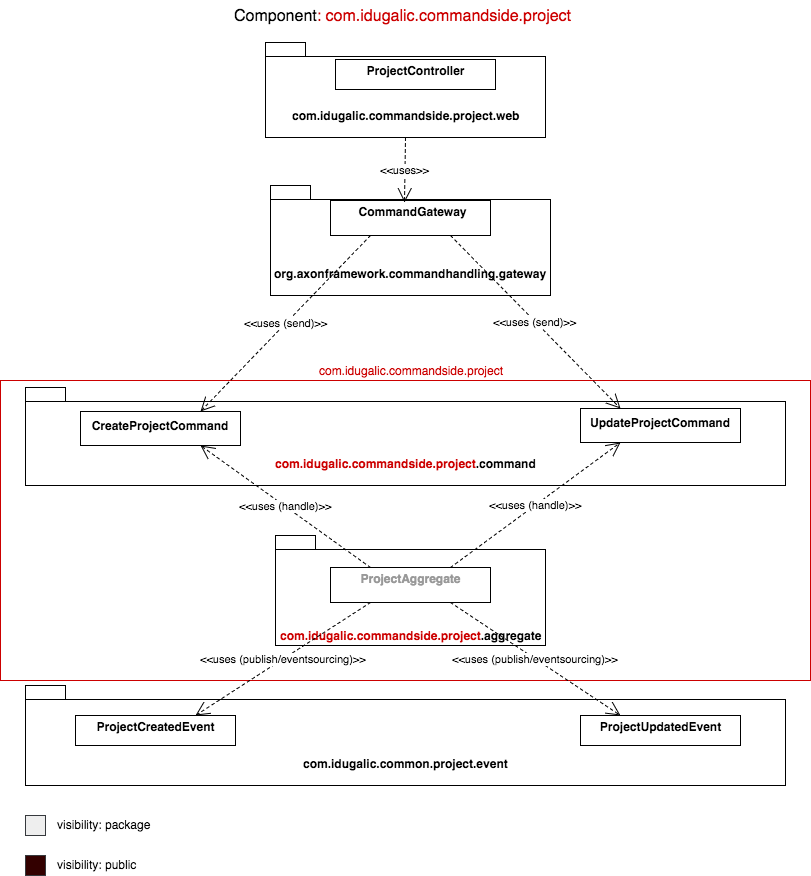 Component: com.idugalic.commandside.project
ProjectController
com.idugalic.commandside.project.web
<<uses>>
CommandGateway
org.axonframework.commandhandling.gateway
<<uses (send)>>
<<uses (send)>>
com.idugalic.commandside.project
CreateProjectCommand
UpdateProjectCommand
com.idugalic.commandside.project.command
<<uses (handle)>>
<<uses (handle)>>
ProjectAggregate
com.idugalic.commandside.project.aggregate
<<uses (publish/eventsourcing)>>
<<uses (publish/eventsourcing)>>
ProjectCreatedEvent
ProjectUpdatedEvent
com.idugalic.common.project.event
visibility: package
visibility: public